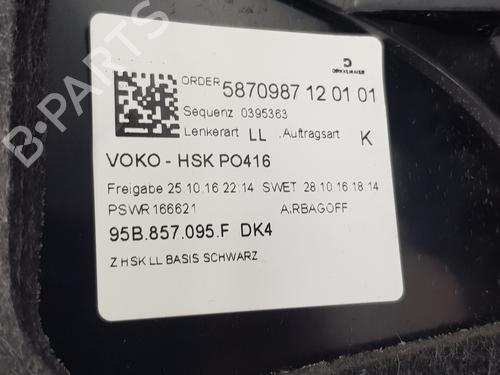 B-PARTS
DRÄXLMAIER
ORDER 5870987 12 01 01
Sequenz 0395363
Lenkerart LL .Auftragsart K
VOKO - HSK PO416
Freigabe 25.10.16 22:14 SWET 28.10.16 18:14
PSWR 166621 AIRBAGOFF
95B.857.095.F DK4
Z HSK LL BASIS SCHWARZ